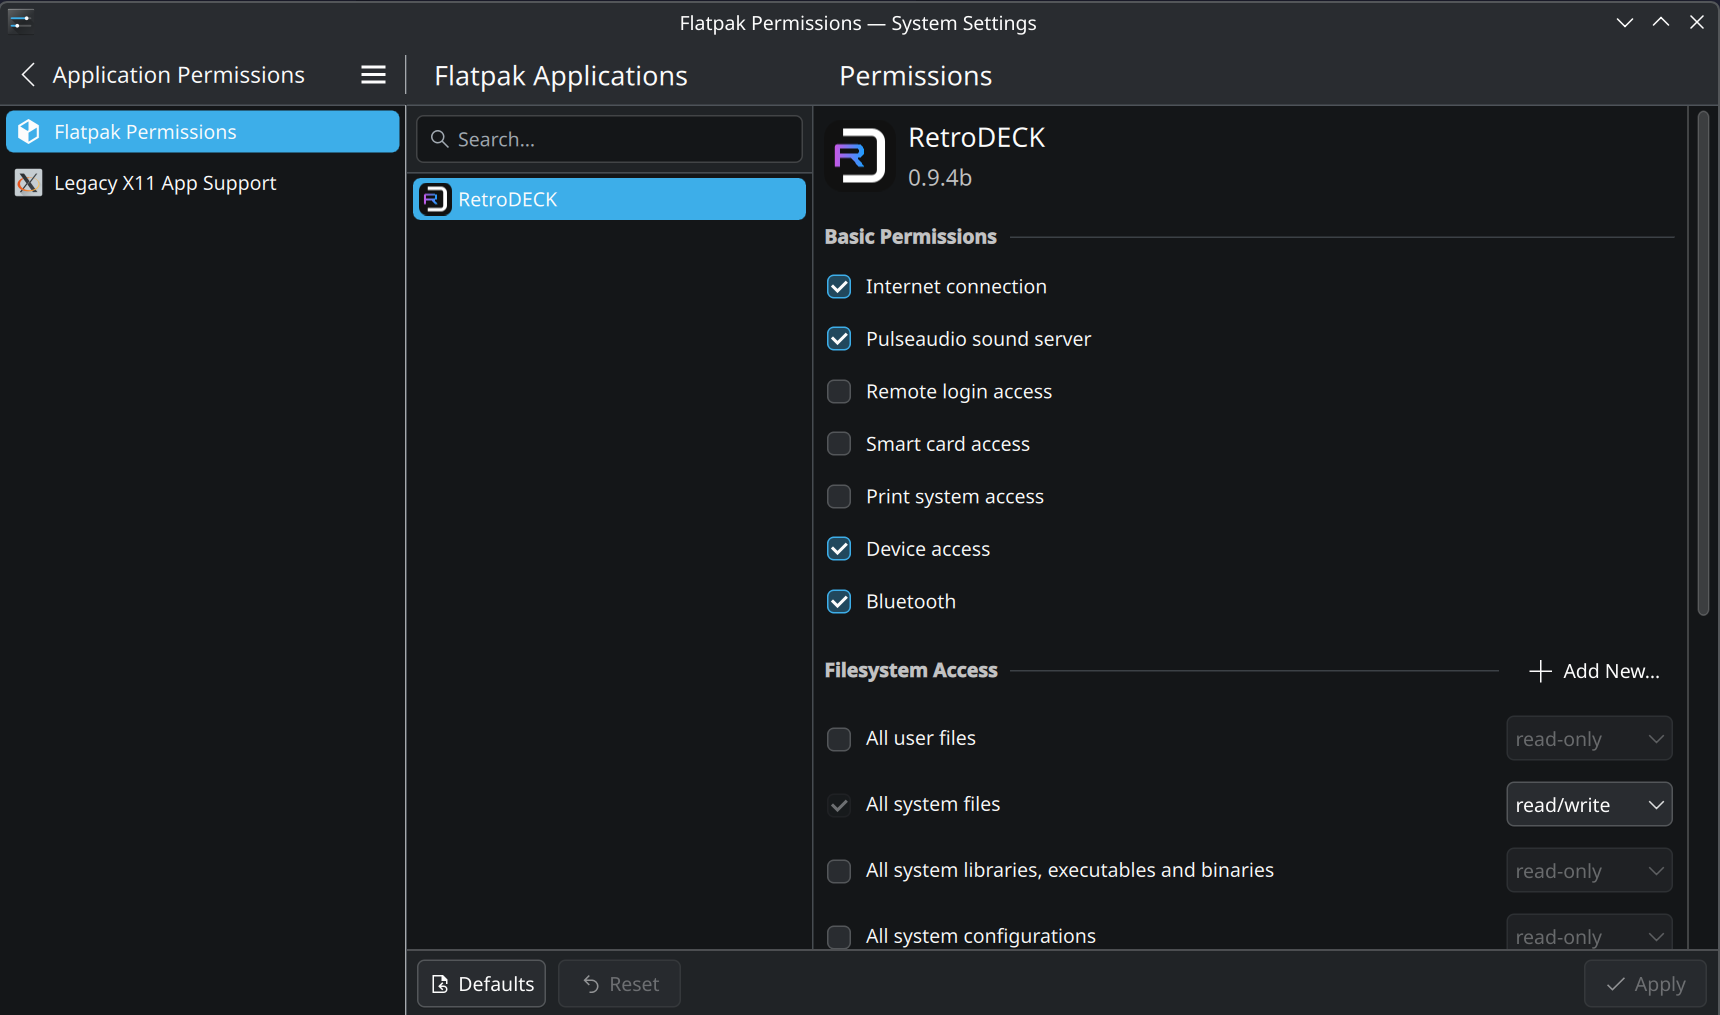 Flatpak Permissions — System Settings
Application Permissions
Flatpak Applications
Permissions
Flatpak Permissions
Legacy X11 App Support
Search...
RetroDECK
RetroDECK
0.9.4b
Basic Permissions
Internet connection
Pulseaudio sound server
Remote login access
Smart card access
Print system access
Device access
Bluetooth
Filesystem Access
Add New...
All user files
read-only
All system files
read/write
All system libraries, executables and binaries
read-only
All system configurations
read-only
Defaults
Reset
Apply